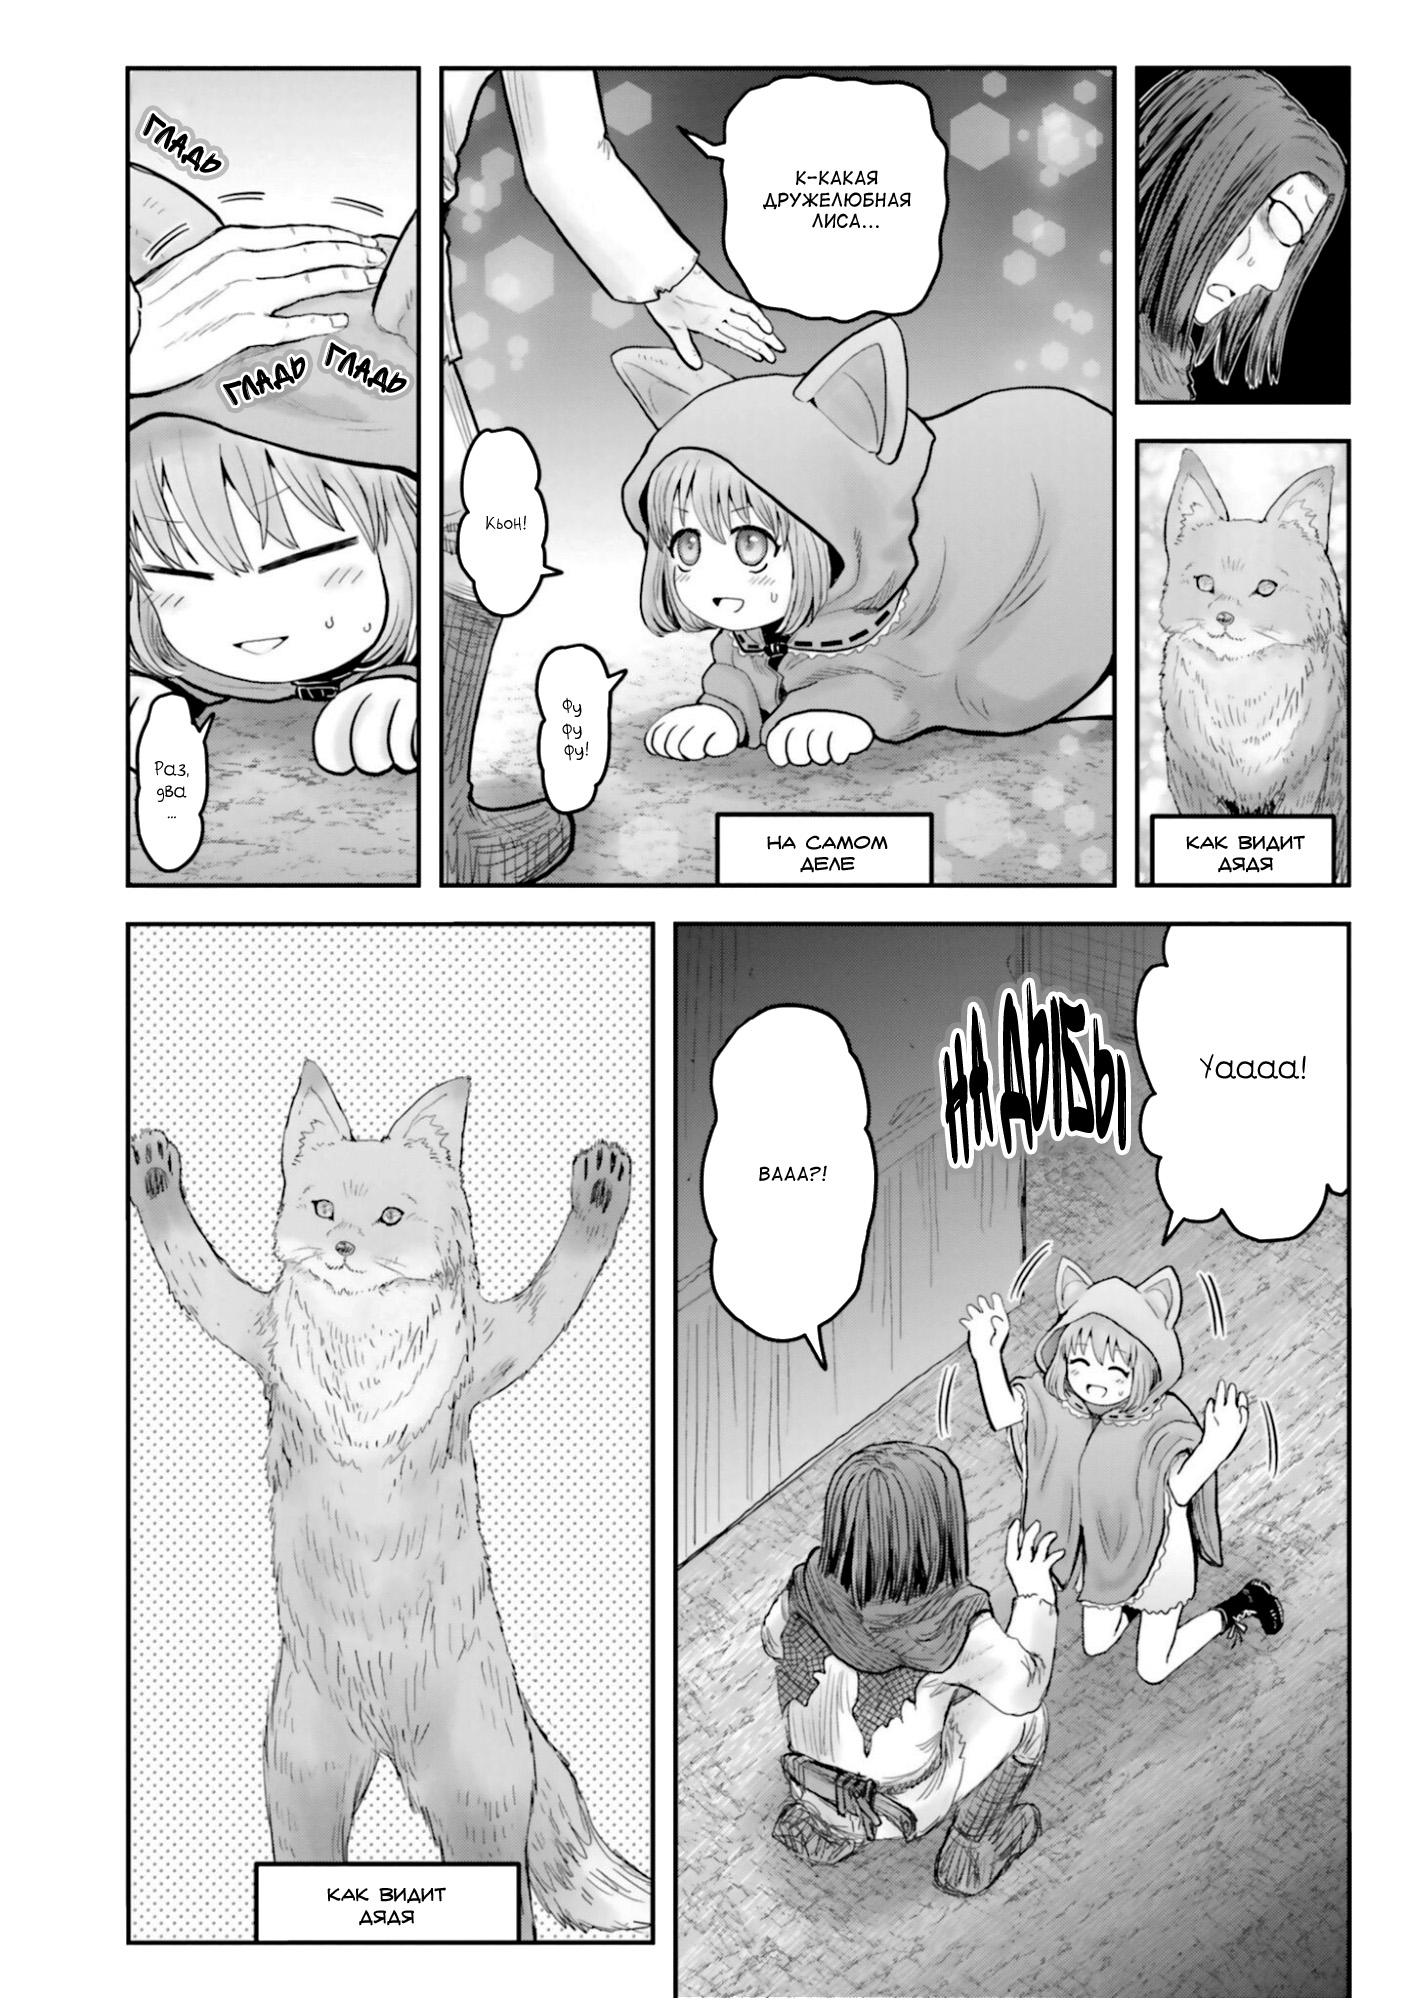 КАК ВИДИТ
ДЯДЯ
К-КАКАЯ
ДРУЖЕЛЮБНАЯ
ЛИСА...
Кьон!
Фу
фу
фу!
НА САМОМ
ДЕЛЕ
ГЛАДЬ
ГЛАДЬ
ГЛАДЬ
Раз,
два
...
Уаааа!
НА ДЫБЫ
ВААА?!
КАК ВИДИТ
ДЯДЯ